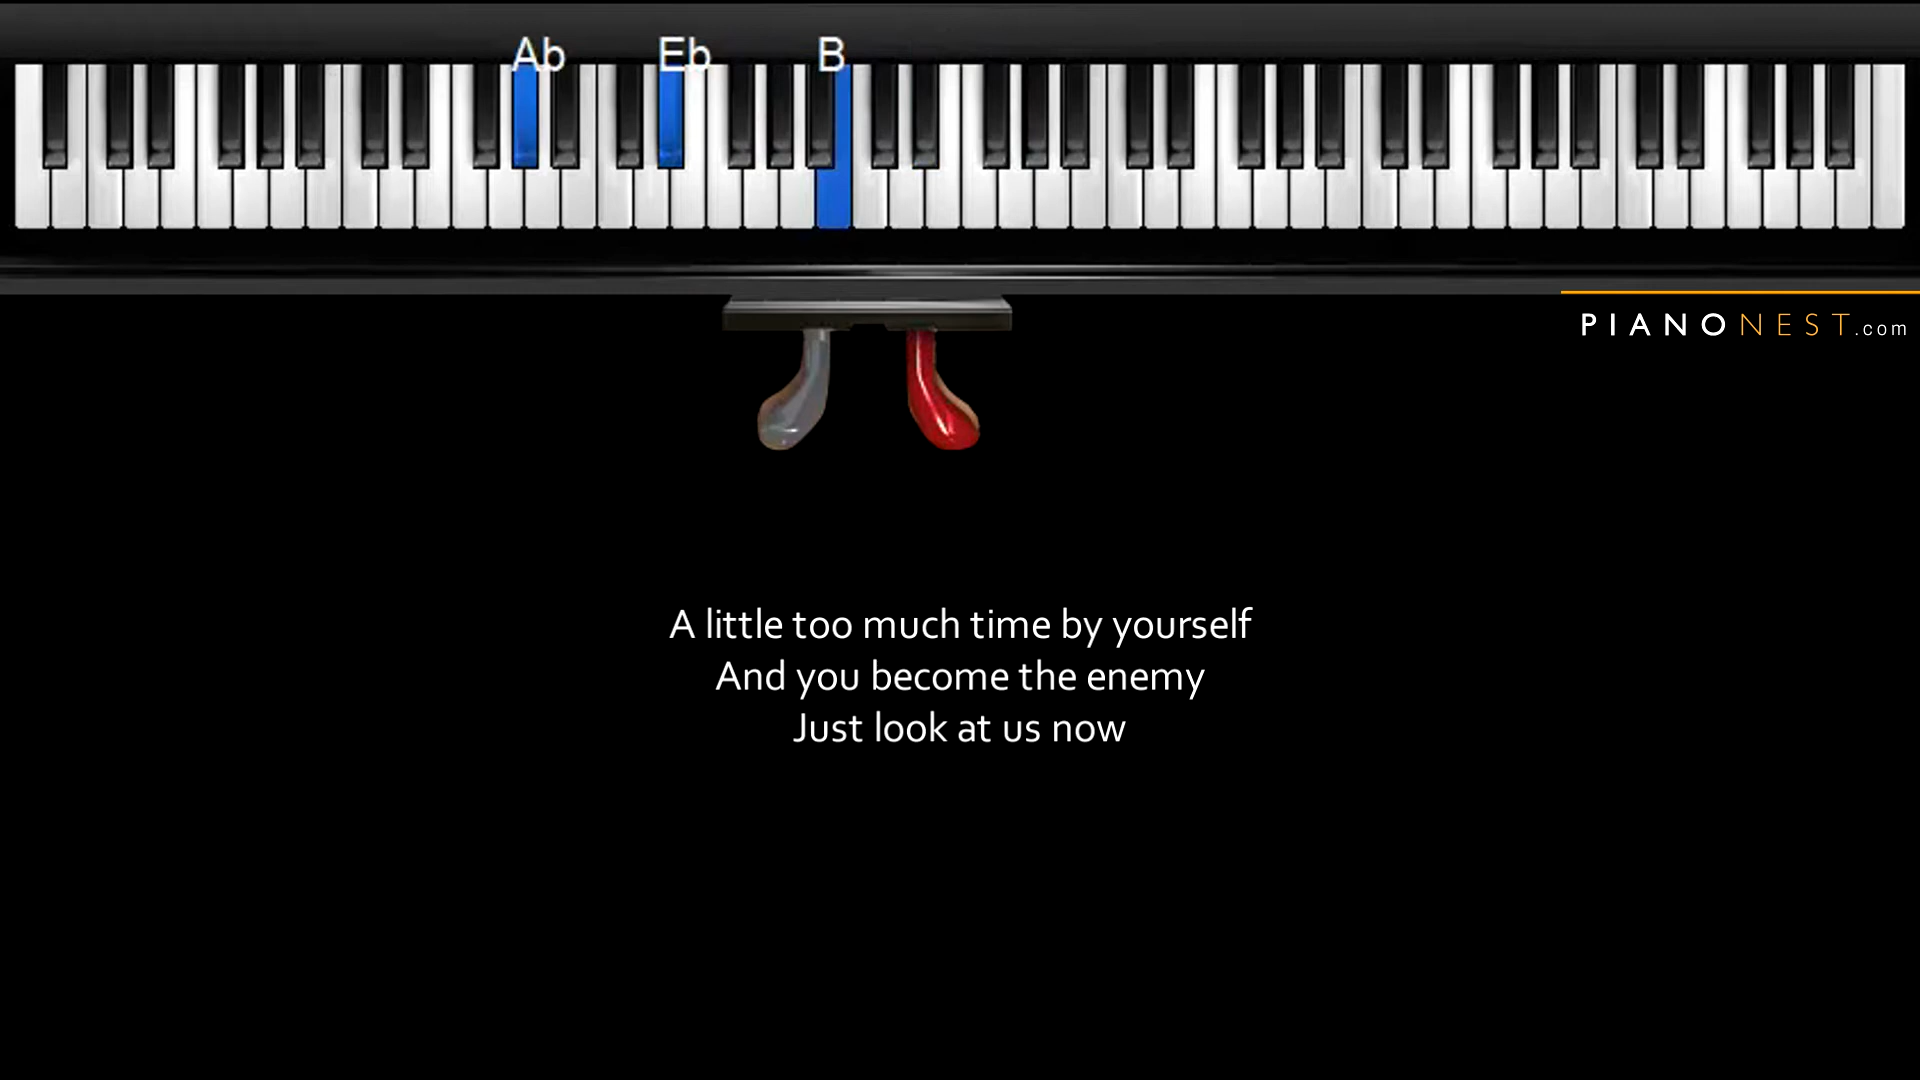 Ab Eb B
PIANONEST.com
A little too much time by yourself
And you become the enemy
Just look at us now